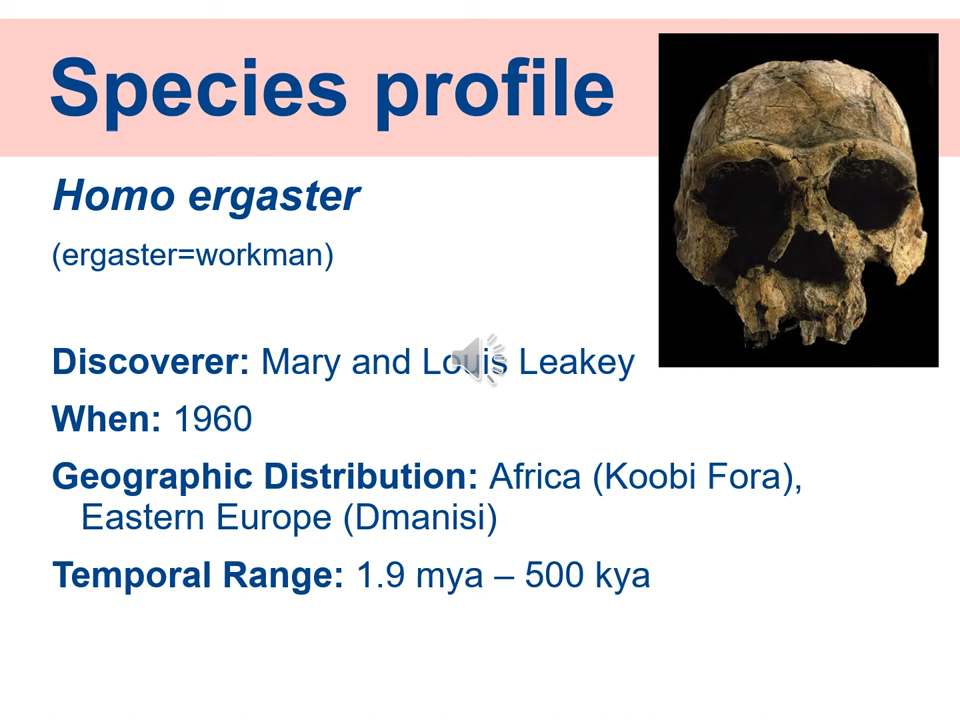 Species profile
Homo ergaster
(ergaster=workman)
Discoverer: Mary and Louis Leakey
When: 1960
Geographic Distribution: Africa (Koobi Fora),
Eastern Europe (Dmanisi)
Temporal Range: 1.9 mya – 500 kya